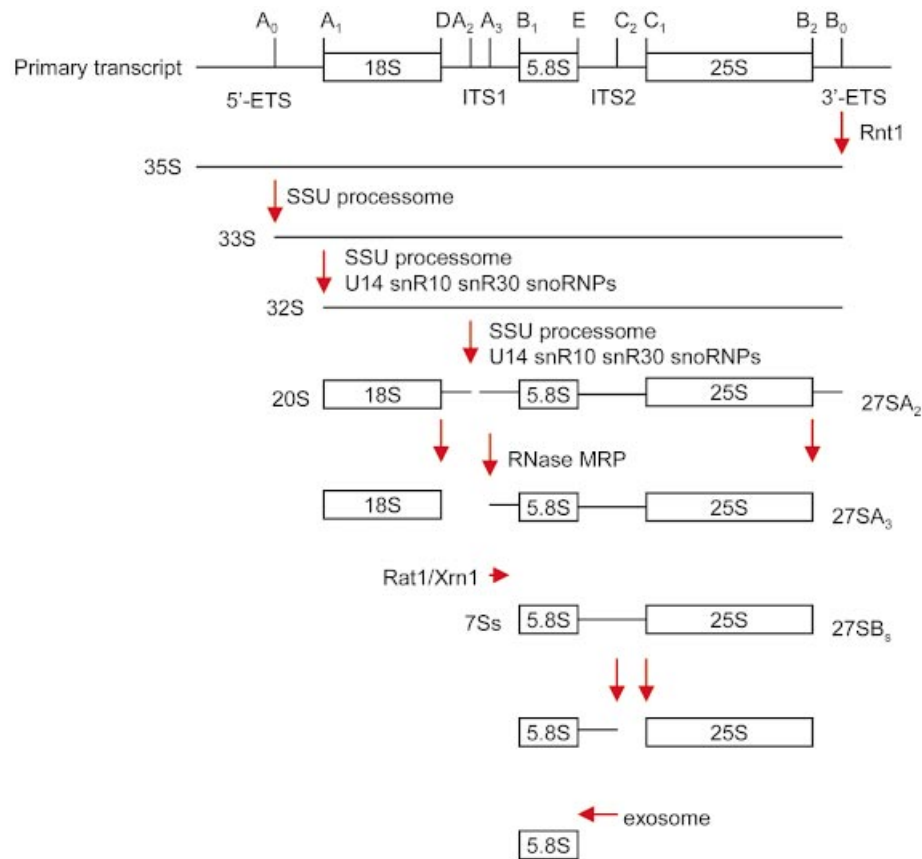 A₀ A₁ D A₂ A₃ B₁ E C₂ C₁ B₂ B₀
Primary transcript 18S 5.8S 25S
5'-ETS ITS1 ITS2 3'-ETS
Rnt1
35S
SSU processome
33S
SSU processome
U14 snR10 snR30 snoRNPs
32S
SSU processome
U14 snR10 snR30 snoRNPs
20S 18S 5.8S 25S 27SA₂
RNase MRP
18S 5.8S 25S 27SA₃
Rat1/Xrn1
7Ss 5.8S 25S 27SBₛ
5.8S 25S
exosome
5.8S